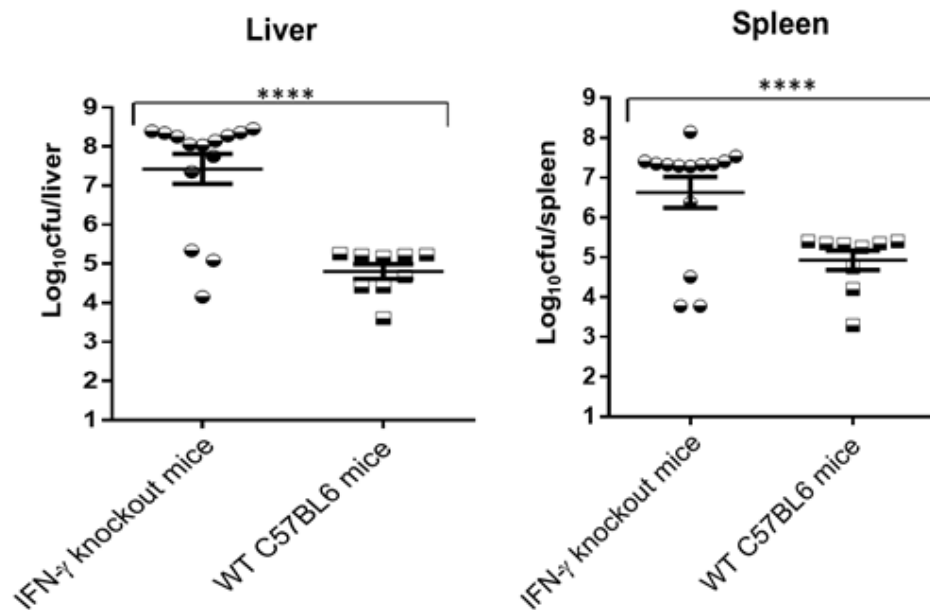 Liver
****
Log₁₀cfu/liver
9
8
7
6
5
4
3
2
1
IFN-γ knockout mice
WT C57BL6 mice
Spleen
****
Log₁₀cfu/spleen
9
8
7
6
5
4
3
2
1
IFN-γ knockout mice
WT C57BL6 mice